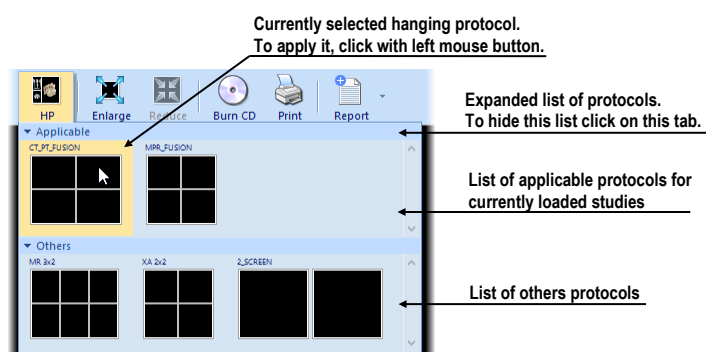 Currently selected hanging protocol.
To apply it, click with left mouse button.
HP
Enlarge
Reduce
Burn CD
Print
Report
Expanded list of protocols.
To hide this list click on this tab.
Applicable
CT_PT_FUSION
MPR_FUSION
List of applicable protocols for
currently loaded studies
Others
MR 3x2
XA 2x2
2_SCREEN
List of others protocols